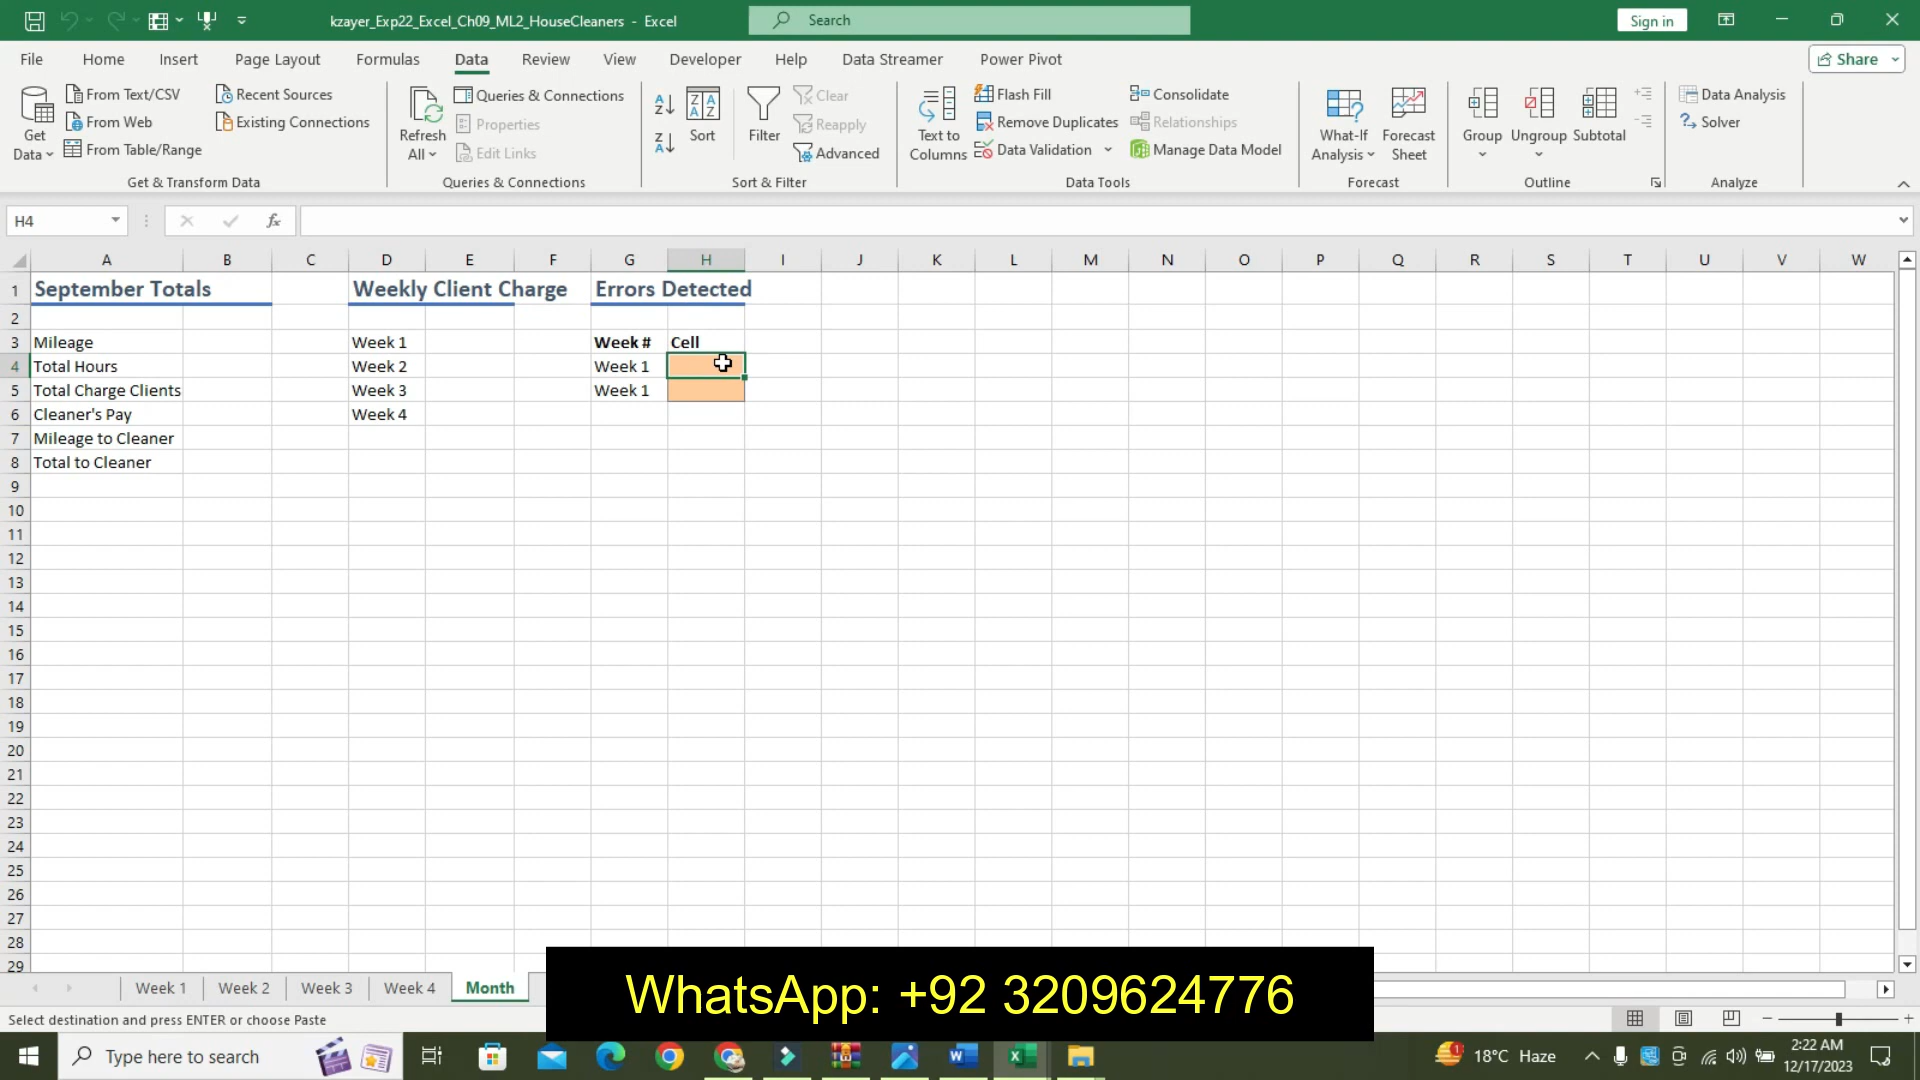 kzayer_Exp22_Excel_Ch09_ML2_HouseCleaners - Excel
Search
Sign in
File Home Insert Page Layout Formulas Data Review View Developer Help Data Streamer Power Pivot Share
Get Data
From Text/CSV
From Web
From Table/Range
Recent Sources
Existing Connections
Get & Transform Data
Refresh All
Queries & Connections
Properties
Edit Links
Queries & Connections
Sort
Filter
Clear
Reapply
Advanced
Sort & Filter
Text to Columns
Flash Fill
Remove Duplicates
Data Validation
Consolidate
Relationships
Manage Data Model
Data Tools
What-If Analysis
Forecast Sheet
Forecast
Group
Ungroup
Subtotal
Outline
Data Analysis
Solver
Analyze
H4
fx
A B C D E F G H I J K L M N O P Q R S T U V W
1 September Totals Weekly Client Charge Errors Detected
2
3 Mileage Week 1 Week # Cell
4 Total Hours Week 2 Week 1
5 Total Charge Clients Week 3 Week 1
6 Cleaner's Pay Week 4
7 Mileage to Cleaner
8 Total to Cleaner
9
10
11
12
13
14
15
16
17
18
19
20
21
22
23
24
25
26
27
28
29
Week 1 Week 2 Week 3 Week 4 Month
WhatsApp: +92 3209624776
Select destination and press ENTER or choose Paste
Type here to search
18°C Haze
2:22 AM
12/17/2023